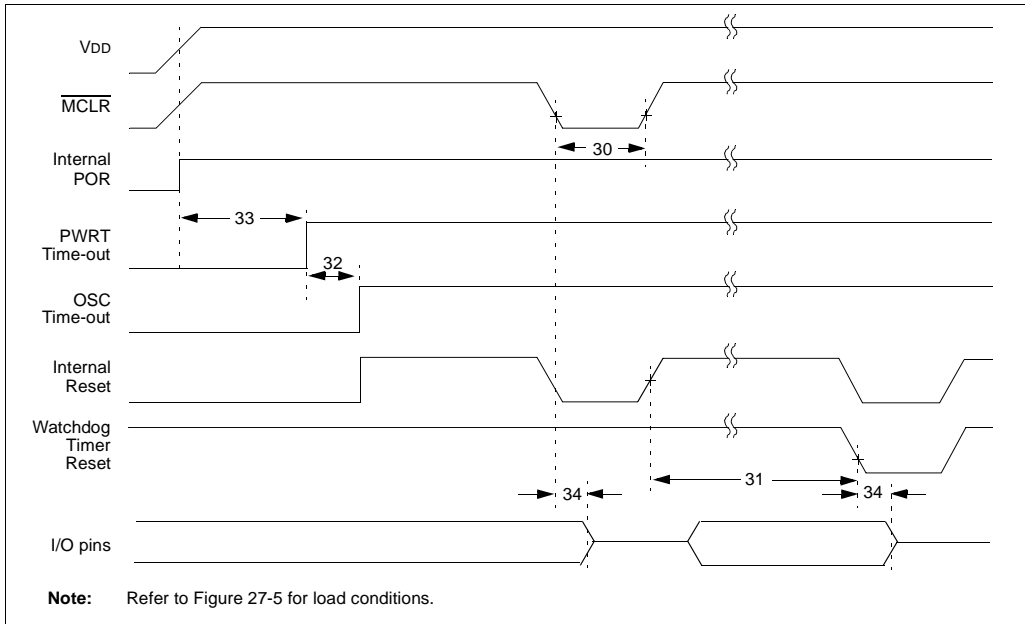 VDD
MCLR
30
Internal
POR
33
PWRT
Time-out
32
OSC
Time-out
Internal
Reset
Watchdog
Timer
Reset
31
34
34
I/O pins
Note: Refer to Figure 27-5 for load conditions.